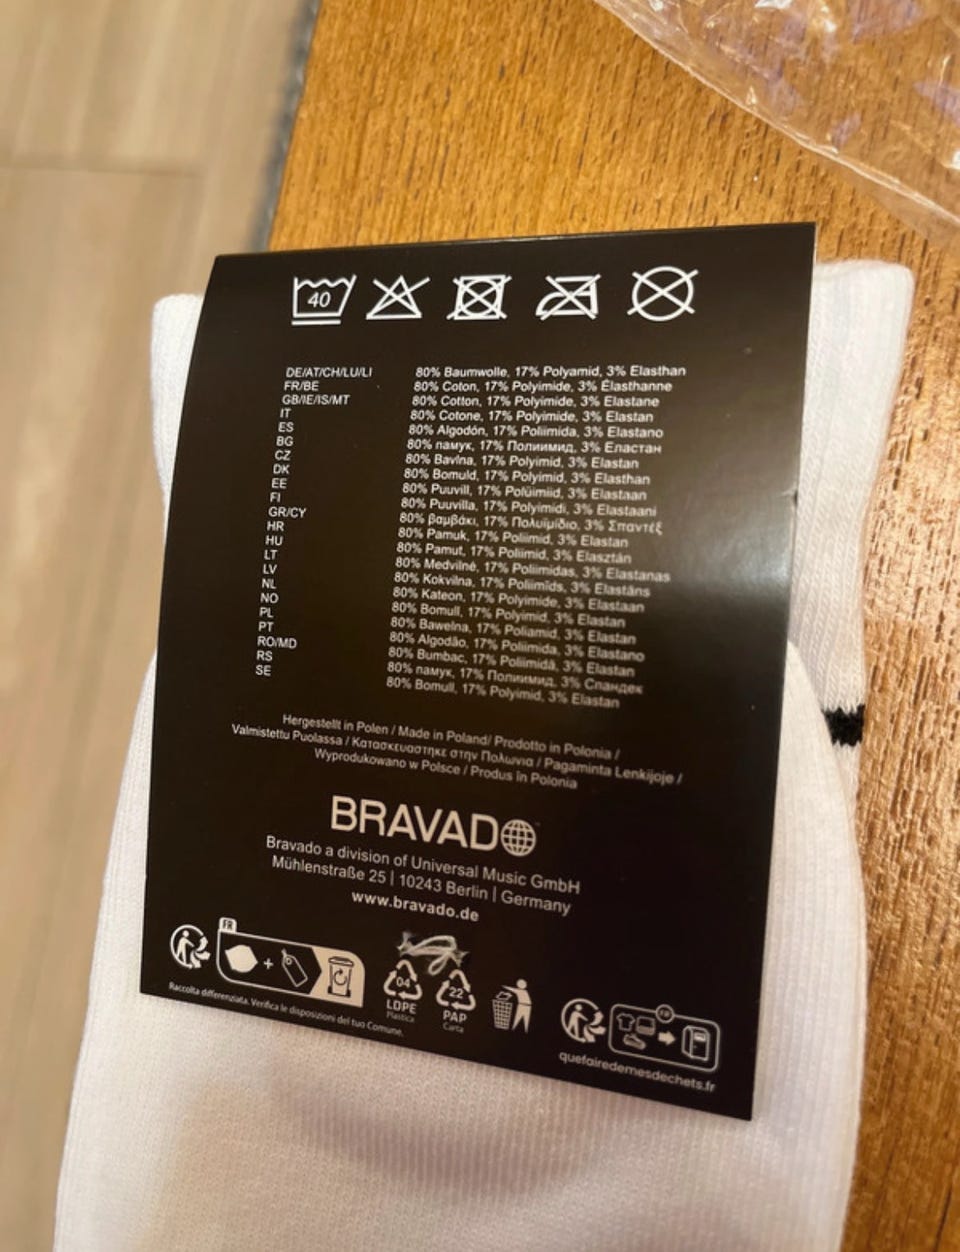 40
DE/AT/CH/LU/LI 80% Baumwolle, 17% Polyamid, 3% Elasthan
FR/BE 80% Coton, 17% Polyimide, 3% Élasthanne
GB/IE/IS/MT 80% Cotton, 17% Polyimide, 3% Elastane
IT 80% Cotone, 17% Polyimide, 3% Elastan
ES 80% Algodón, 17% Poliimida, 3% Elastano
BG 80% памук, 17% Полиимид, 3% Еластан
CZ 80% Bavlna, 17% Polyimid, 3% Elastan
DK 80% Bomuld, 17% Polyimid, 3% Elasthan
EE 80% Puuvill, 17% Polüimiid, 3% Elastaan
FI 80% Puuvilla, 17% Polyimidi, 3% Elastaani
GR/CY 80% βαμβάκι, 17% Πολυϊμίδιο, 3% Σπαντέξ
HR 80% Pamuk, 17% Poliimid, 3% Elastan
HU 80% Pamut, 17% Poliimid, 3% Elasztán
LT 80% Medvilnė, 17% Poliimidas, 3% Elastanas
LV 80% Kokvilna, 17% Poliimīds, 3% Elastāns
NL 80% Katoen, 17% Polyimide, 3% Elastaan
NO 80% Bomull, 17% Polyimid, 3% Elastan
PL 80% Bawełna, 17% Poliamid, 3% Elastan
PT 80% Algodão, 17% Poliimida, 3% Elastano
RO/MD 80% Bumbac, 17% Poliimidă, 3% Elastan
RS 80% памук, 17% Полиимид, 3% Спандек
SE 80% Bomull, 17% Polyimid, 3% Elastan
Hergestellt in Polen / Made in Poland/ Prodotto in Polonia /
Valmistettu Puolassa / Κατασκευαστηκε στην Πολωνια / Pagaminta Lenkijoje /
Wyprodukowano w Polsce / Produs în Polonia
BRAVADO
Bravado a division of Universal Music GmbH
Mühlenstraße 25 | 10243 Berlin | Germany
www.bravado.de
FR
+
Raccolta differenziata. Verifica le disposizioni del tuo Comune.
04
LDPE
Plastica
22
PAP
Carta
FR
quefairedemesdechets.fr